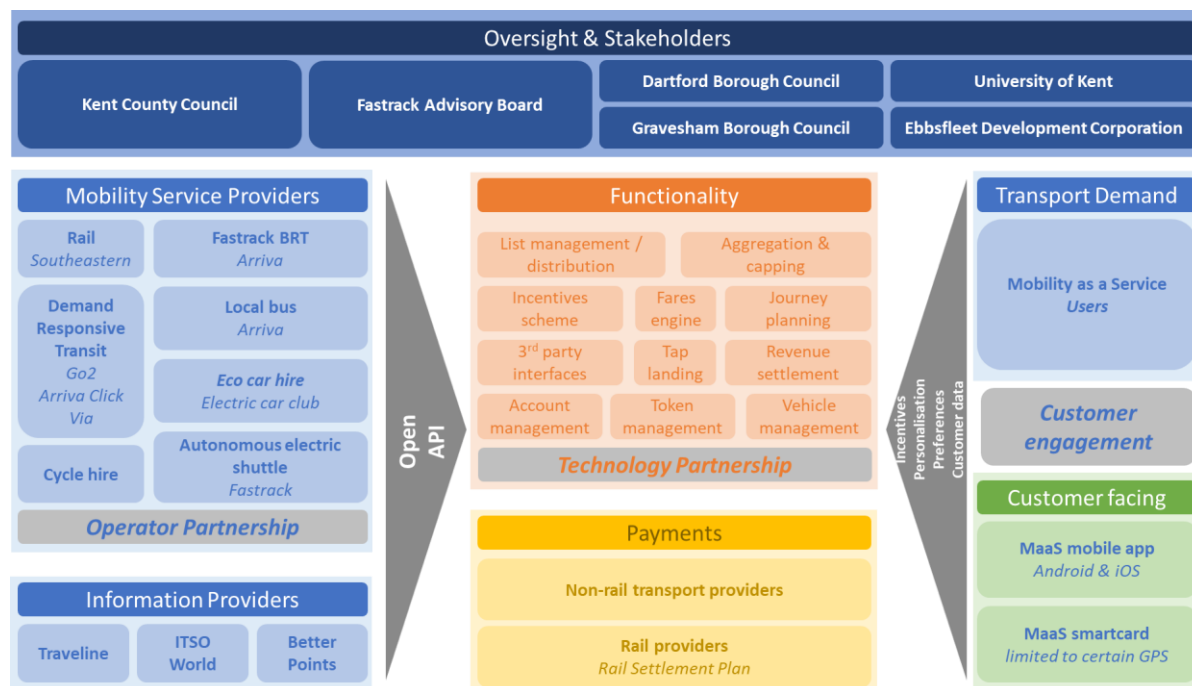 Oversight & Stakeholders
Kent County Council
Fastrack Advisory Board
Dartford Borough Council
University of Kent
Gravesham Borough Council
Ebbsfleet Development Corporation
Mobility Service Providers
Rail
Southeastern
Fastrack BRT
Arriva
Demand
Responsive
Transit
Go2
Arriva Click
Via
Local bus
Arriva
Eco car hire
Electric car club
Cycle hire
Autonomous electric
shuttle
Fastrack
Operator Partnership
Information Providers
Traveline
ITSO
World
Better
Points
Open
API
Functionality
List management /
distribution
Aggregation &
capping
Incentives
scheme
Fares
engine
Journey
planning
3rd party
interfaces
Tap
landing
Revenue
settlement
Account
management
Token
management
Vehicle
management
Technology Partnership
Payments
Non-rail transport providers
Rail providers
Rail Settlement Plan
Incentives
Personalisation
Preferences
Customer data
Transport Demand
Mobility as a Service
Users
Customer
engagement
Customer facing
MaaS mobile app
Android & iOS
MaaS smartcard
limited to certain GPS